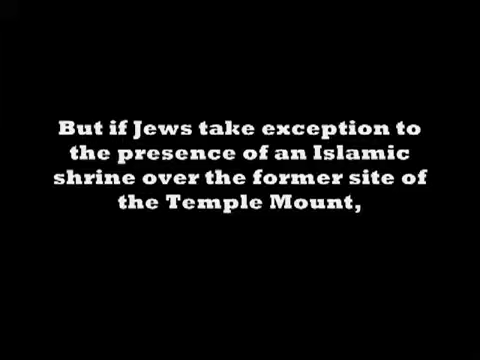 But if Jews take exception to
the presence of an Islamic
shrine over the former site of
the Temple Mount,